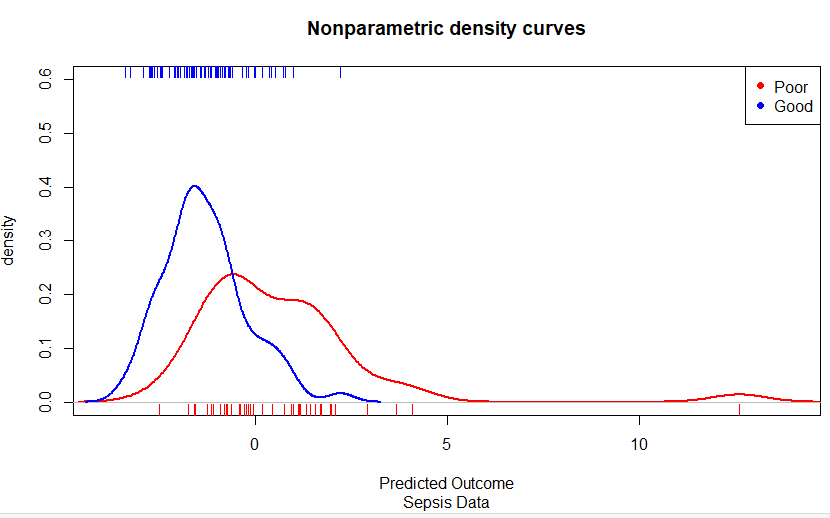 Nonparametric density curves
0.6
0.5
0.4
0.3
0.2
0.1
0.0
density
Poor
Good
0
5
10
Predicted Outcome
Sepsis Data